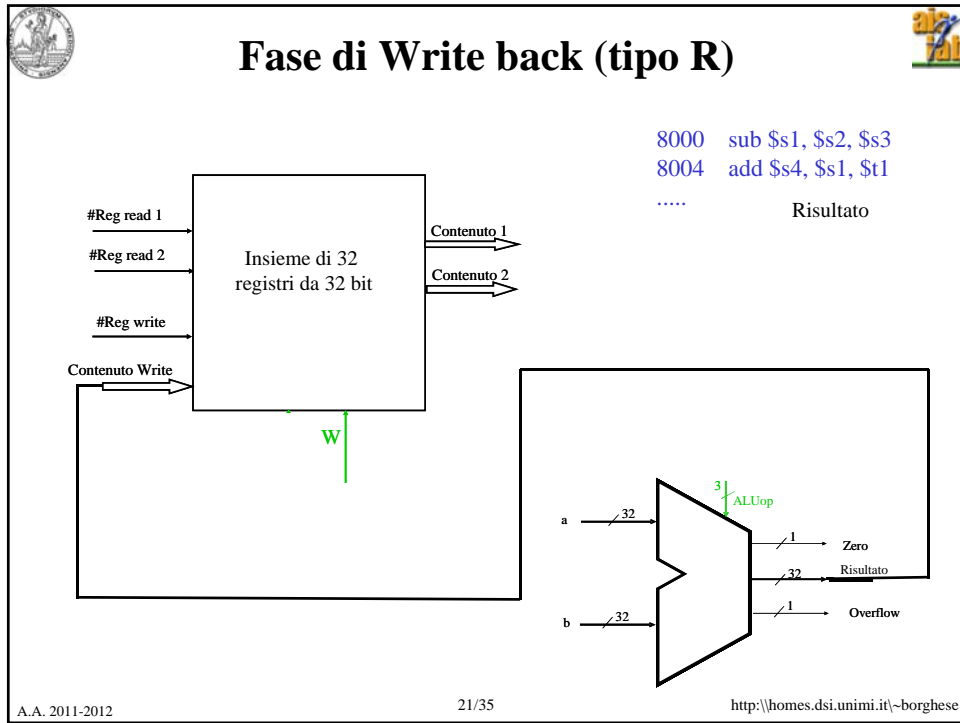 Fase di Write back (tipo R)
8000 sub $s1, $s2, $s3
8004 add $s4, $s1, $t1
.....
Risultato
#Reg read 1
#Reg read 2
#Reg write
Contenuto Write
Insieme di 32
registri da 32 bit
Contenuto 1
Contenuto 2
W
3
ALUop
a
32
b
32
1
Zero
32
Risultato
1
Overflow
A.A. 2011-2012
21/35
http:\\homes.dsi.unimi.it\~borghese